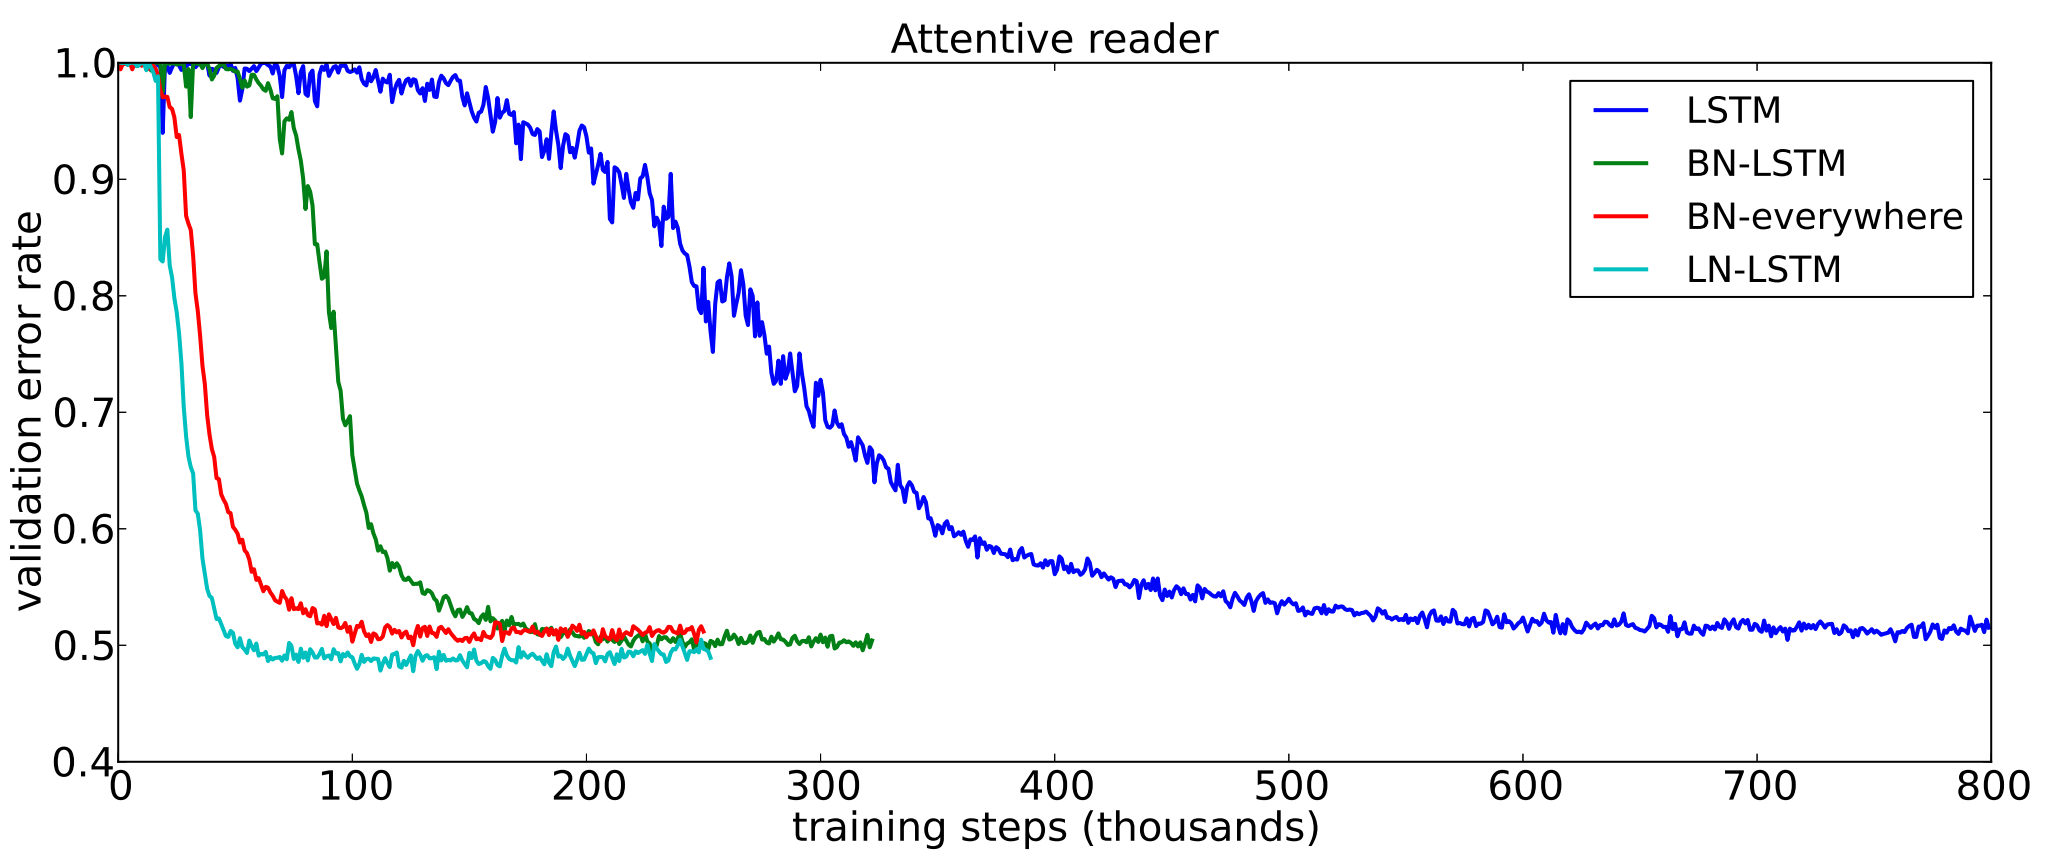 Attentive reader
validation error rate
1.0
0.9
0.8
0.7
0.6
0.5
0.4
LSTM
BN-LSTM
BN-everywhere
LN-LSTM
0 100 200 300 400 500 600 700 800
training steps (thousands)